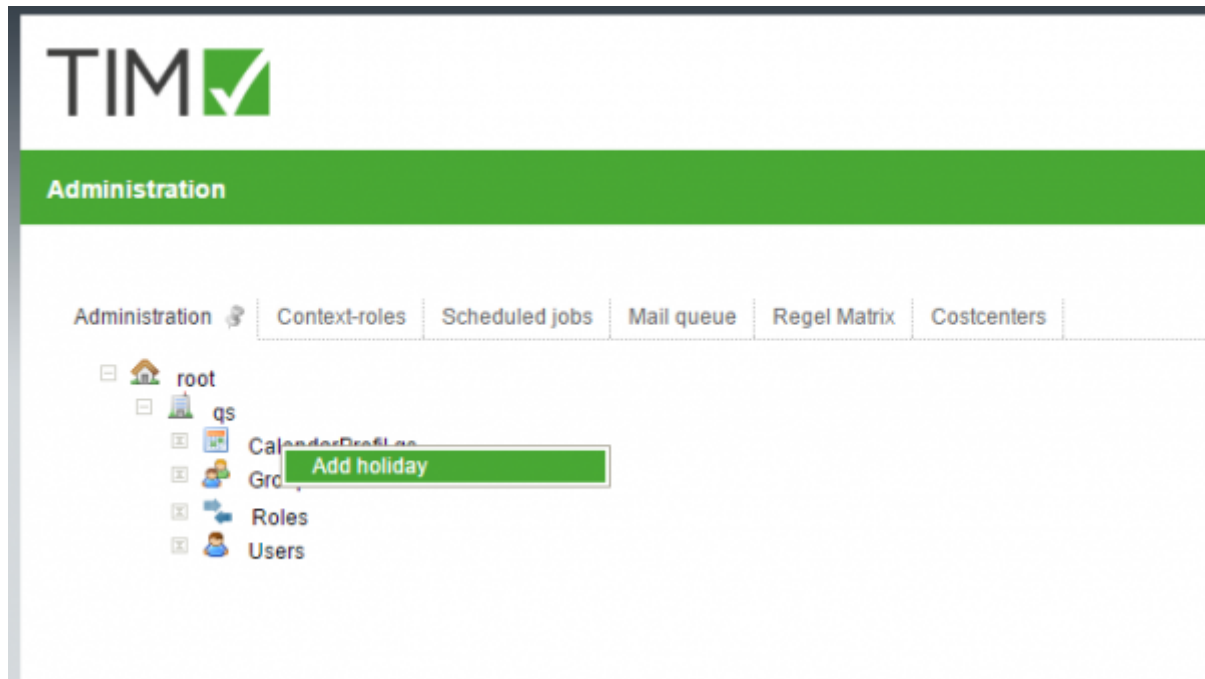 TIM
Administration
Administration Context-roles Scheduled jobs Mail queue Regel Matrix Costcenters
root
qs
Add holiday
Roles
Users